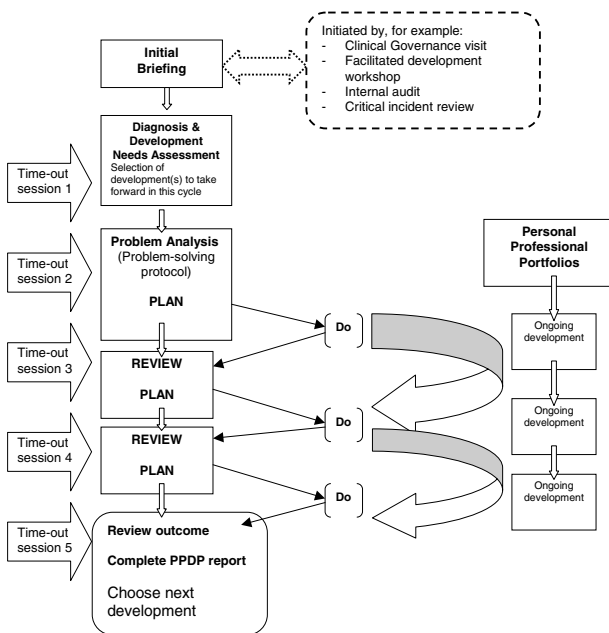 Initiated by, for example:
- Clinical Governance visit
- Facilitated development
workshop
- Internal audit
- Critical incident review
Initial
Briefing
Diagnosis &
Development
Needs Assessment
Selection of
development(s) to take
forward in this cycle
Time-out
session 1
Problem Analysis
(Problem-solving
protocol)
PLAN
Time-out
session 2
Personal
Professional
Portfolios
Do
Ongoing
development
Time-out
session 3
REVIEW
PLAN
Do
Ongoing
development
Time-out
session 4
REVIEW
PLAN
Do
Ongoing
development
Time-out
session 5
Review outcome
Complete PPDP report
Choose next
development